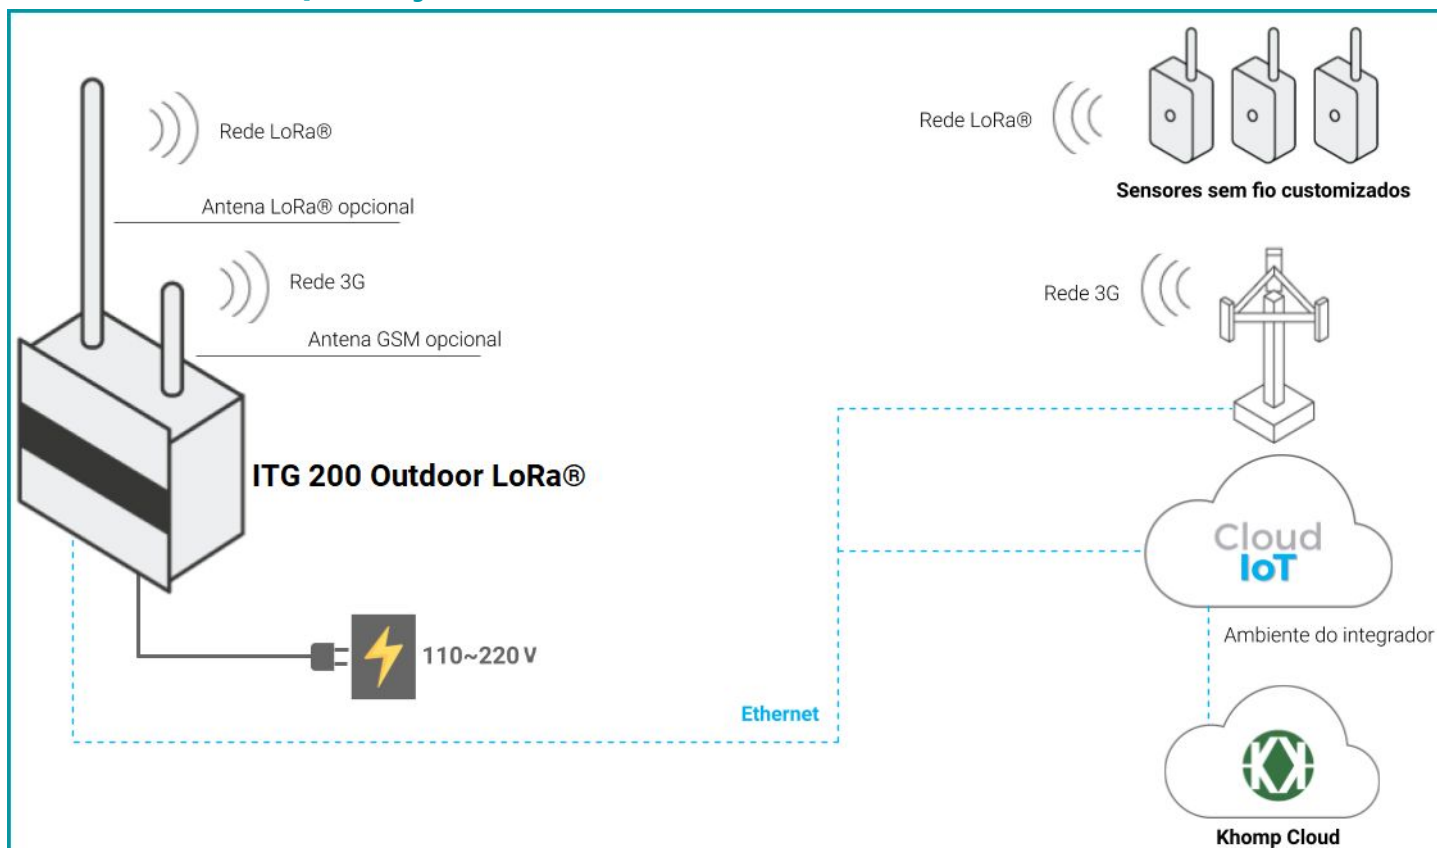 Rede LoRa®
Antena LoRa® opcional
Rede 3G
Antena GSM opcional
ITG 200 Outdoor LoRa®
110~220 V
Ethernet
Rede LoRa®
Sensores sem fio customizados
Rede 3G
Cloud
IoT
Ambiente do integrador
Khomp Cloud